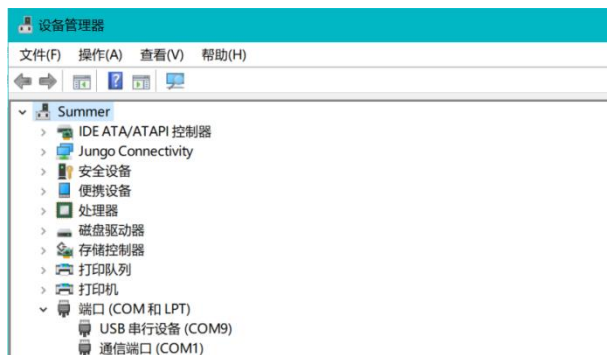 设备管理器
文件(F) 操作(A) 查看(V) 帮助(H)
Summer
IDE ATA/ATAPI 控制器
Jungo Connectivity
安全设备
便携设备
处理器
磁盘驱动器
存储控制器
打印队列
打印机
端口 (COM 和 LPT)
USB 串行设备 (COM9)
通信端口 (COM1)